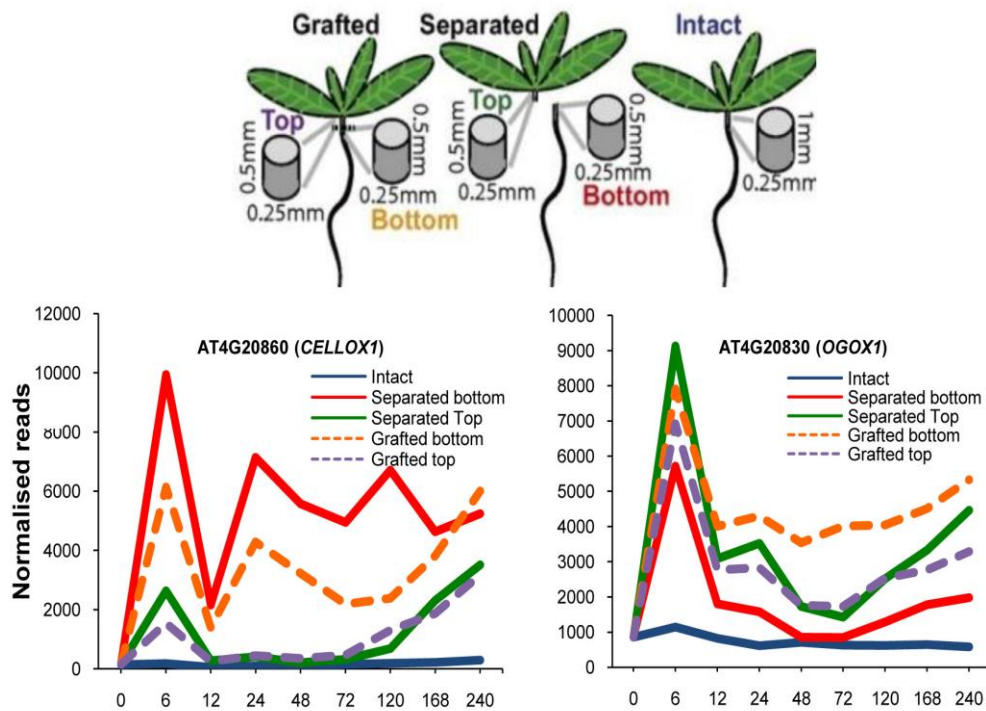 Grafted Separated Intact
Top
0.5mm
0.25mm
0.5mm
0.25mm
Bottom
Top
0.5mm
0.25mm
0.5mm
0.25mm
Bottom
1mm
0.25mm
Normalised reads
12000
10000
8000
6000
4000
2000
0
AT4G20860 (CELLOX1)
Intact
Separated bottom
Separated Top
Grafted bottom
Grafted top
0 6 12 24 48 72 120 168 240
10000
9000
8000
7000
6000
5000
4000
3000
2000
1000
0
AT4G20830 (OGOX1)
Intact
Separated bottom
Separated Top
Grafted bottom
Grafted top
0 6 12 24 48 72 120 168 240